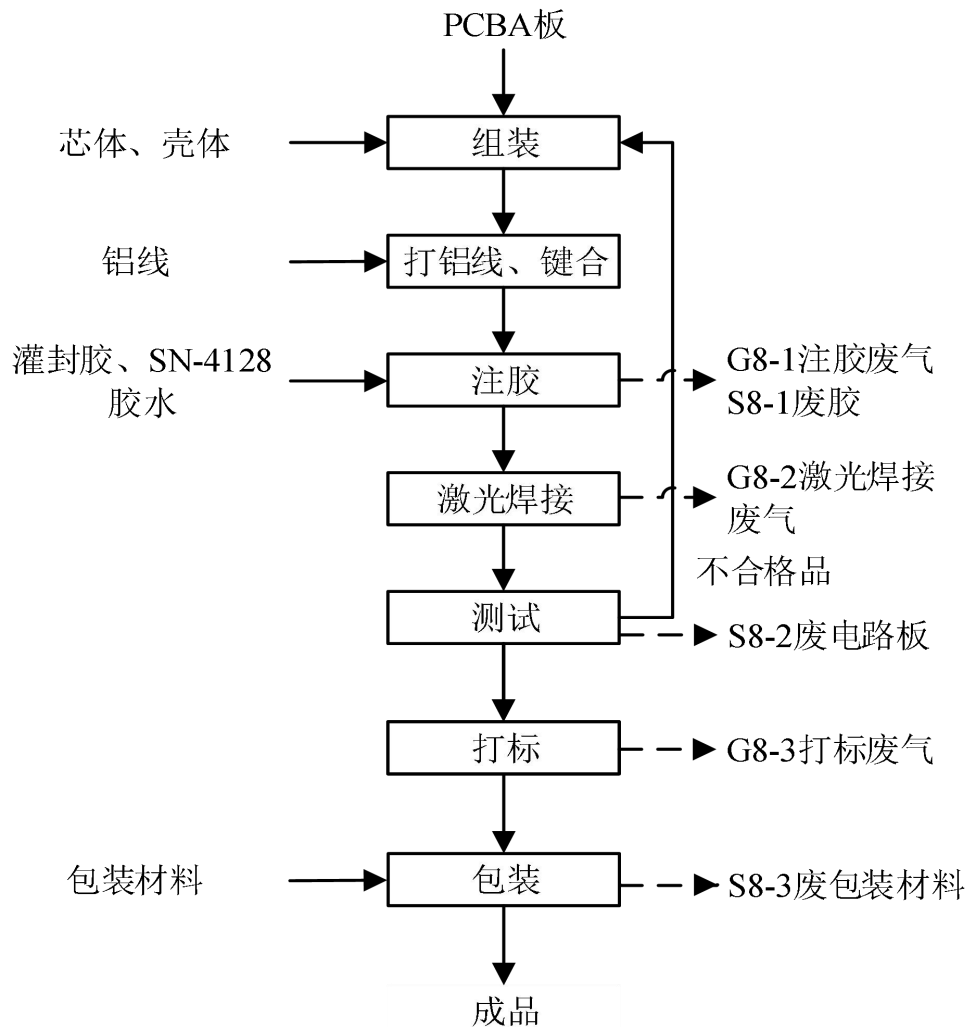 PCBA板
芯体、壳体
组装
铝线
打铝线、键合
灌封胶、SN-4128
胶水
注胶
G8-1注胶废气
S8-1废胶
激光焊接
G8-2激光焊接
废气
不合格品
测试
S8-2废电路板
打标
G8-3打标废气
包装材料
包装
S8-3废包装材料
成品